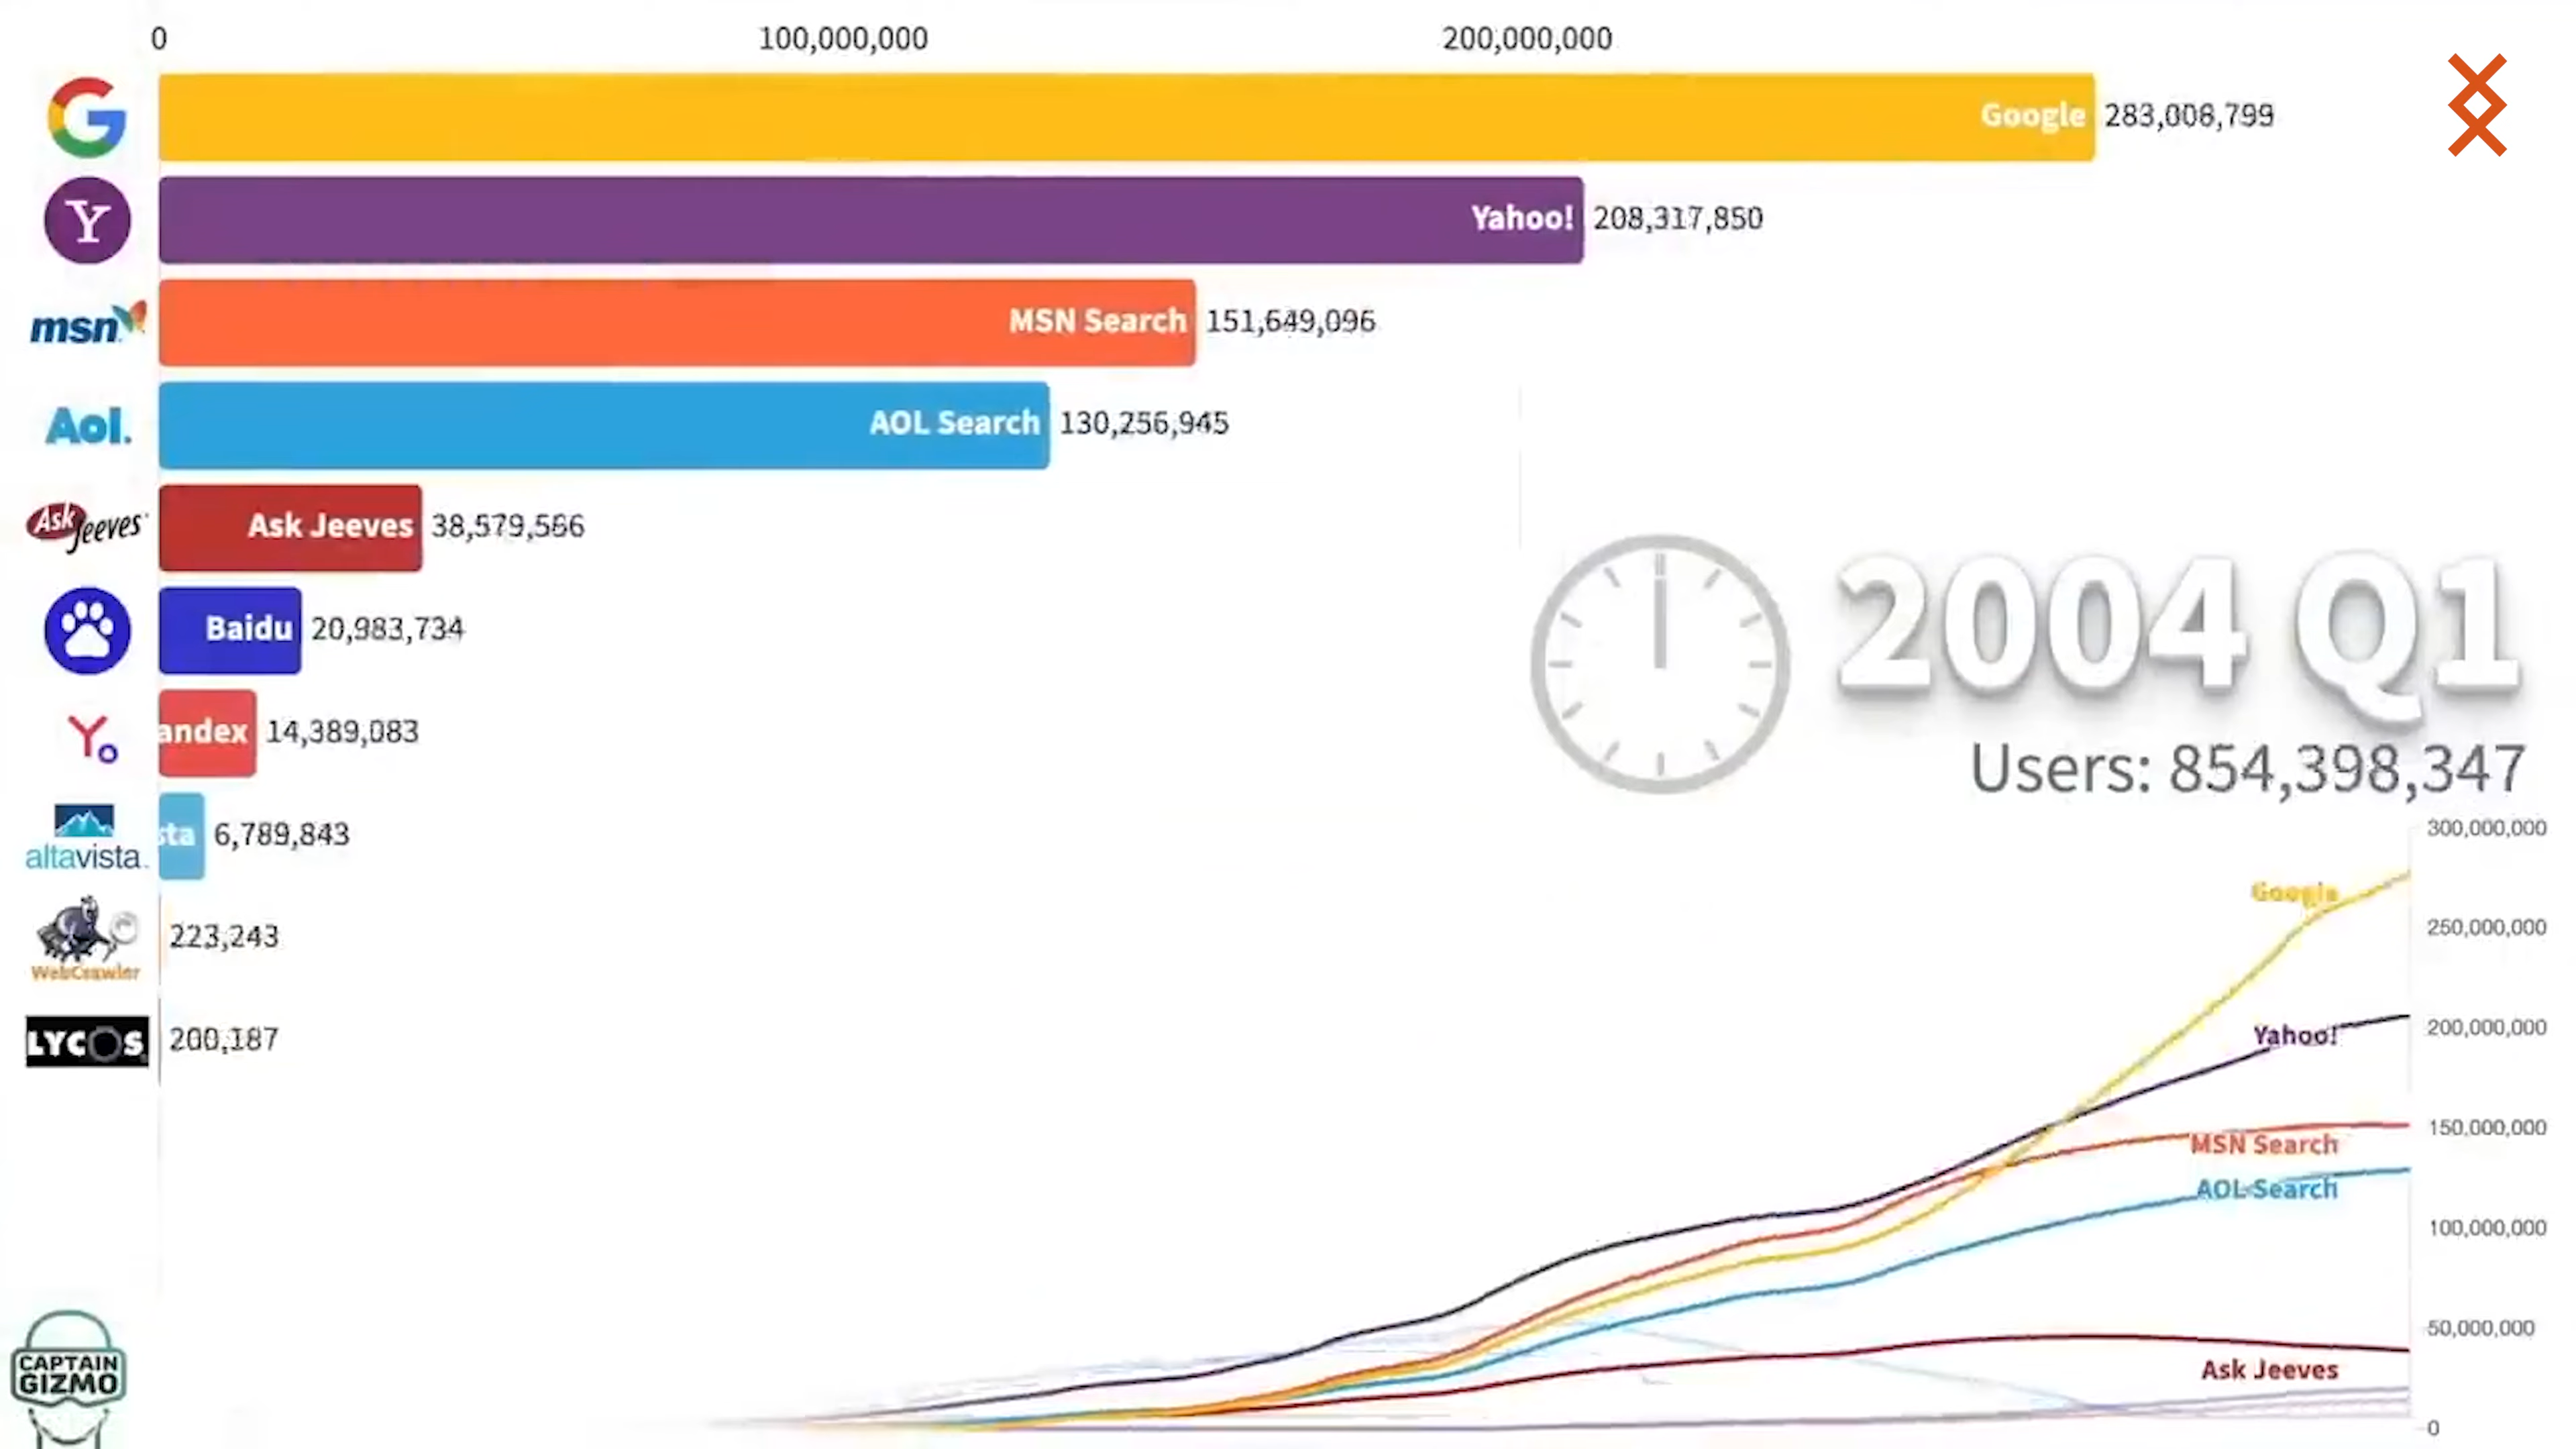 0 100,000,000 200,000,000
Google 283,008,799
Y Yahoo! 208,317,850
msn MSN Search 151,649,096
Aol. AOL Search 130,256,945
Ask Jeeves Ask Jeeves 38,579,566
Baidu 20,983,734
andex 14,389,083
altavista sta 6,789,843
WebCrawler 223,243
LYCOS 200,187
2004 Q1
Users: 854,398,347
300,000,000
Google
250,000,000
Yahoo!
200,000,000
150,000,000
MSN Search
AOL Search
100,000,000
50,000,000
Ask Jeeves
0
CAPTAIN
GIZMO